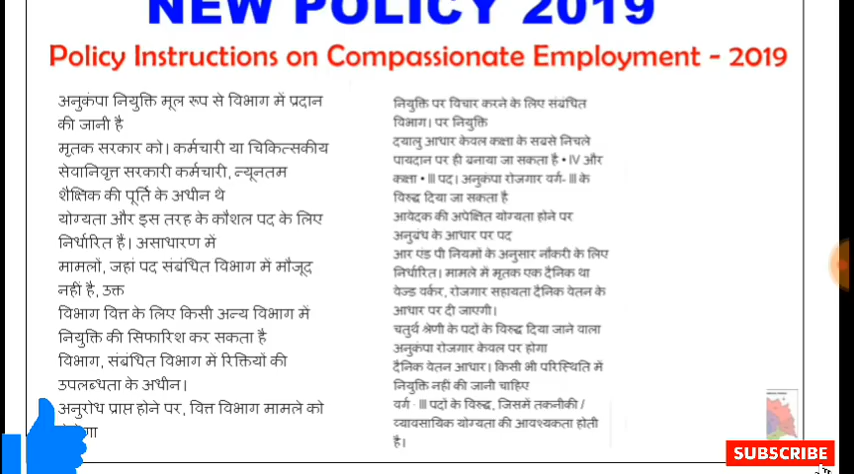 NEW POLICY 2019
Policy Instructions on Compassionate Employment - 2019
अनुकंपा नियुक्ति मूल रूप से विभाग में प्रदान
की जानी है
मृतक सरकार को। कर्मचारी या चिकित्सकीय
सेवानिवृत्त सरकारी कर्मचारी, न्यूनतम
शैक्षिक की पूर्ति के अधीन थे
योग्यता और इस तरह के कौशल पद के लिए
निर्धारित हैं। असाधारण में
मामलों, जहां पद संबंधित विभाग में मौजूद
नहीं है, उक्त
विभाग वित्त के लिए किसी अन्य विभाग में
नियुक्ति की सिफारिश कर सकता है
विभाग, संबंधित विभाग में रिक्तियों की
उपलब्धता के अधीन।
अनुरोध प्राप्त होने पर, वित्त विभाग मामले को
नियुक्ति पर विचार करने के लिए संबंधित
विभाग। पर नियुक्ति
दयालु आधार केवल कक्षा के सबसे निचले
पायदान पर ही बनाया जा सकता है • IV और
कक्षा • III पद। अनुकंपा रोजगार वर्ग- III के
विरुद्ध दिया जा सकता है
आवेदक की अपेक्षित योग्यता होने पर
अनुबंध के आधार पर पद
आर एंड पी नियमों के अनुसार नौकरी के लिए
निर्धारित। मामले में मृतक एक दैनिक था
वेज्ड वर्कर, रोजगार सहायता दैनिक वेतन के
आधार पर दी जाएगी।
चतुर्थ श्रेणी के पदों के विरुद्ध दिया जाने वाला
अनुकंपा रोजगार केवल पर होगा
दैनिक वेतन आधार। किसी भी परिस्थिति में
नियुक्ति नहीं की जानी चाहिए
वर्ग - III पदों के विरुद्ध, जिसमें तकनीकी /
व्यावसायिक योग्यता की आवश्यकता होती
है।
SUBSCRIBE